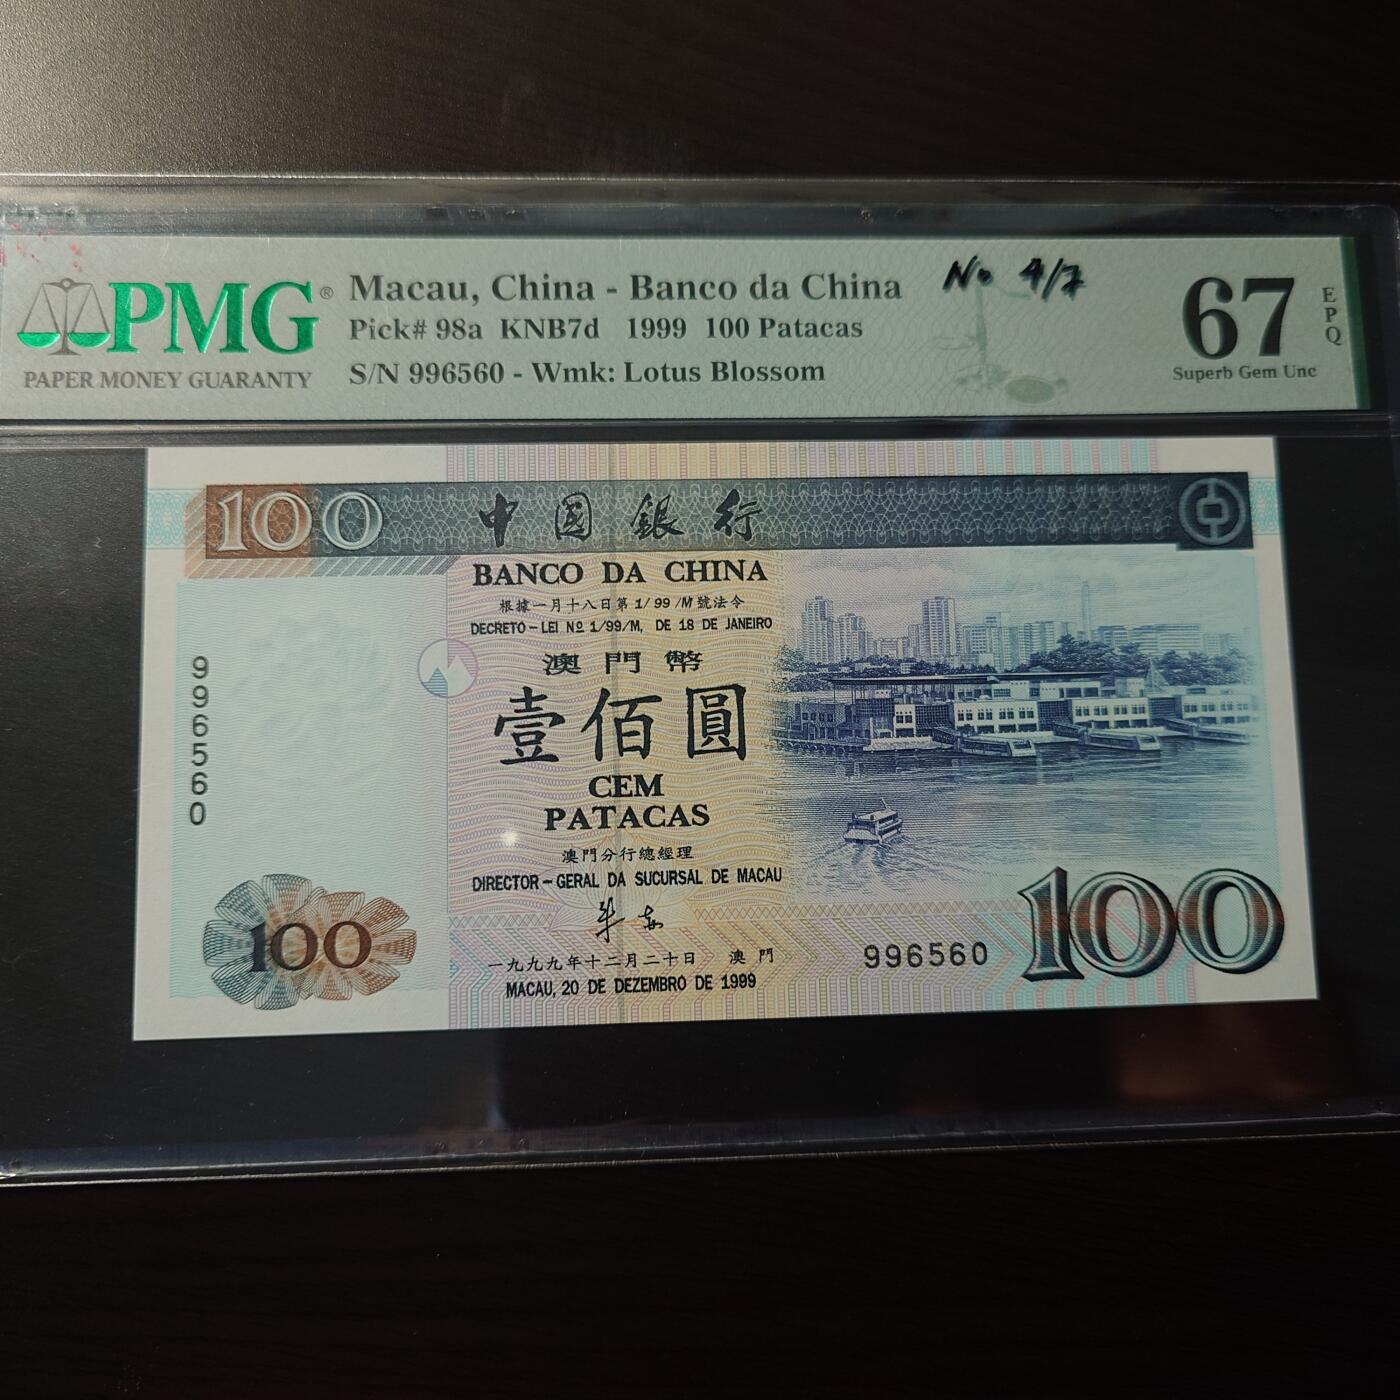 PMG®
PAPER MONEY GUARANTY
Macau, China - Banco da China
Pick# 98a KNB7d 1999 100 Patacas
S/N 996560 - Wmk: Lotus Blossom
No 4/7
67
EPQ
Superb Gem Unc
100
中國銀行
BANCO DA CHINA
根據一月十八日第1/99/M號法令
DECRETO-LEI Nº 1/99/M, DE 18 DE JANEIRO
澳門幣
壹佰圓
CEM
PATACAS
澳門分行總經理
DIRECTOR-GERAL DA SUCURSAL DE MACAU
一九九九年十二月二十日 澳門
MACAU, 20 DE DEZEMBRO DE 1999
996560
100
996560
100